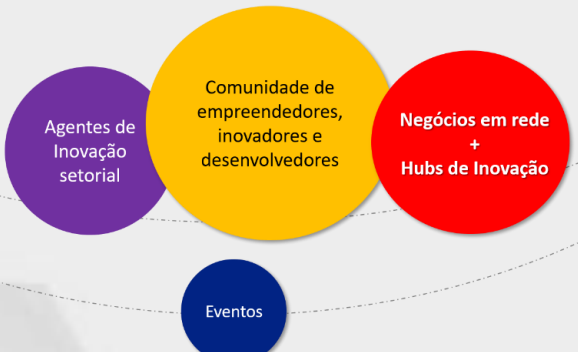 Agentes de
Inovação
setorial
Comunidade de
empreendedores,
inovadores e
desenvolvedores
Negócios em rede
+
Hubs de Inovação
Eventos